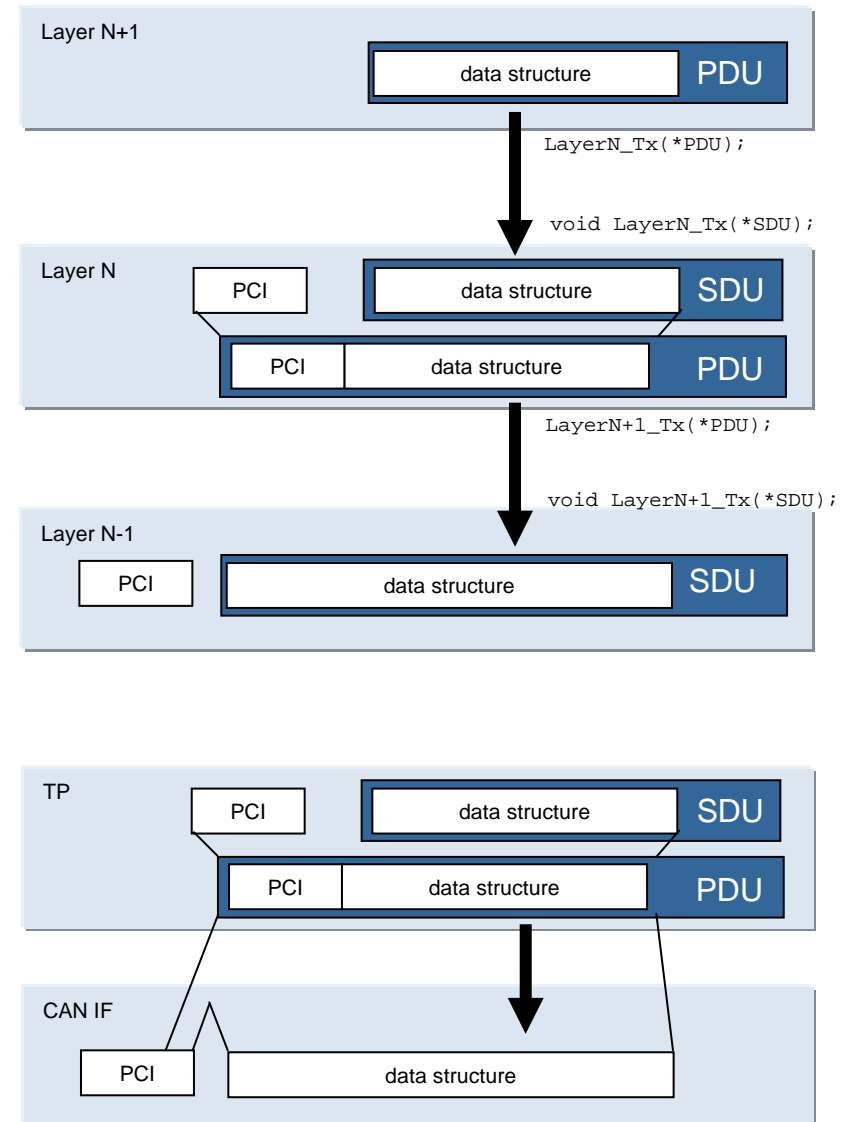 Layer N+1
data structure PDU
LayerN_Tx(*PDU);
void LayerN_Tx(*SDU);
Layer N
PCI data structure SDU
PCI data structure PDU
LayerN+1_Tx(*PDU);
void LayerN+1_Tx(*SDU);
Layer N-1
PCI data structure SDU
TP
PCI data structure SDU
PCI data structure PDU
CAN IF
PCI data structure